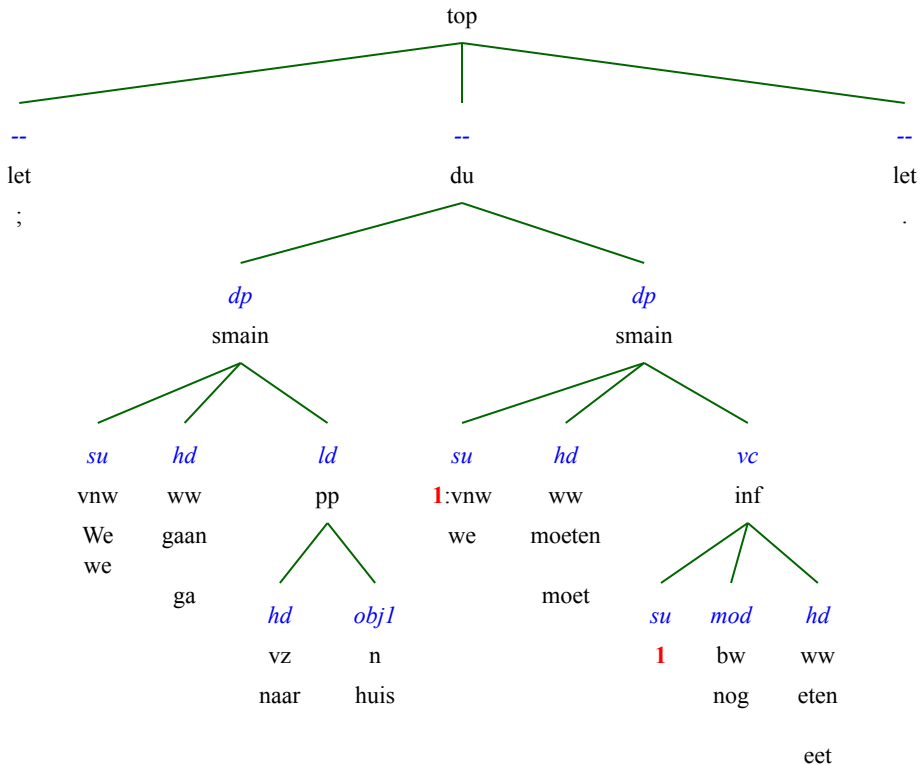 top
-- -- --
let du let
; .
dp dp
smain smain
su hd ld su hd vc
vnw ww pp 1:vnw ww inf
We gaan we moeten
we
ga moet
hd obj1 su mod hd
vz n 1 bw ww
naar huis nog eten
eet